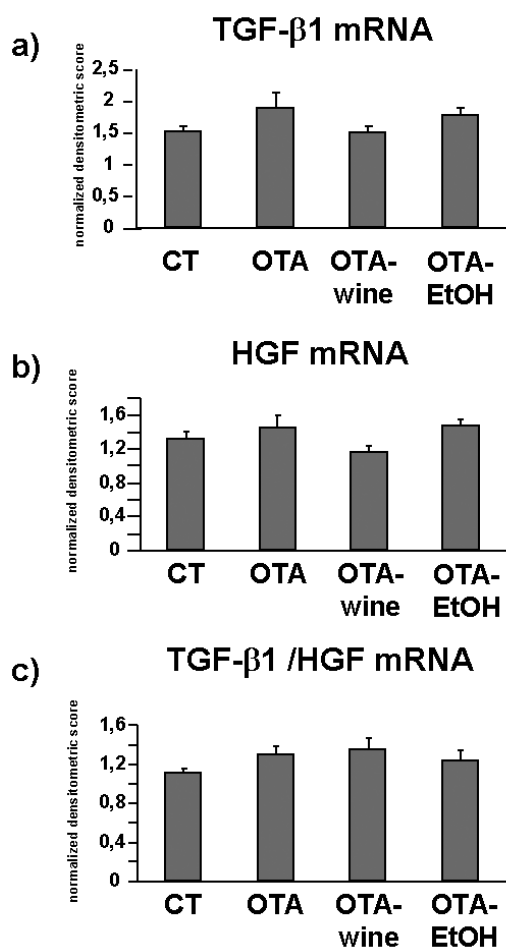 a)
TGF-β1 mRNA
normalized densitometric score
2,5
2
1,5
1
0,5
0
CT
OTA
OTA-
wine
OTA-
EtOH
b)
HGF mRNA
normalized densitometric score
1,6
1,2
0,8
0,4
0
CT
OTA
OTA-
wine
OTA-
EtOH
c)
TGF-β1 /HGF mRNA
normalized densitometric score
1,6
1,2
0,8
0,4
0
CT
OTA
OTA-
wine
OTA-
EtOH